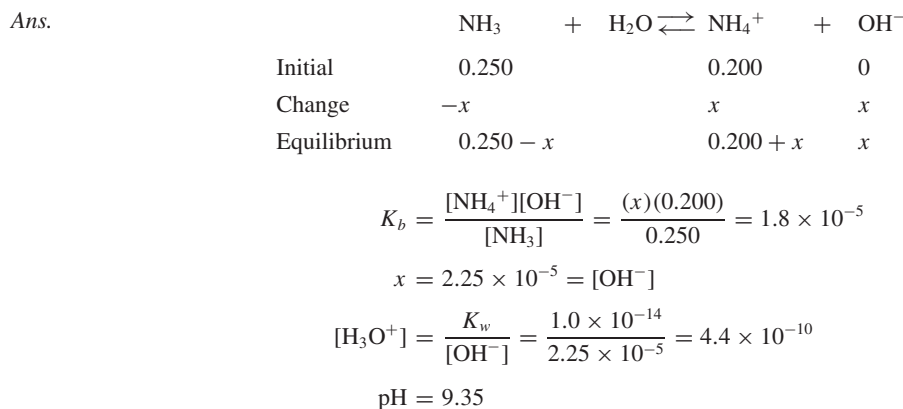 Ans. NH₃ + H₂O ⇄ NH₄⁺ + OH⁻
Initial 0.250 0.200 0
Change −x x x
Equilibrium 0.250 − x 0.200 + x x
K_b = [NH₄⁺][OH⁻] / [NH₃] = (x)(0.200) / 0.250 = 1.8 × 10⁻⁵
x = 2.25 × 10⁻⁵ = [OH⁻]
[H₃O⁺] = K_w / [OH⁻] = 1.0 × 10⁻¹⁴ / 2.25 × 10⁻⁵ = 4.4 × 10⁻¹⁰
pH = 9.35